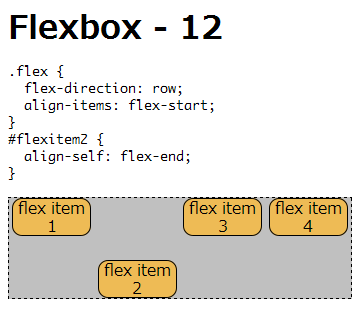 Flexbox - 12
.flex {
  flex-direction: row;
  align-items: flex-start;
}
#flexitem2 {
  align-self: flex-end;
}
flex item
1
flex item
2
flex item
3
flex item
4